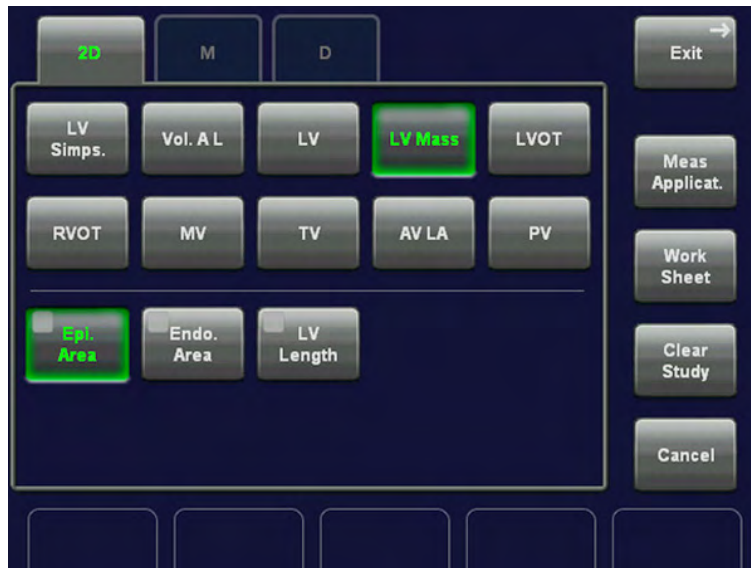 2D
M
D
Exit
LV
Simps.
Vol. A L
LV
LV Mass
LVOT
Meas
Applicat.
RVOT
MV
TV
AV LA
PV
Work
Sheet
Epi.
Area
Endo.
Area
LV
Length
Clear
Study
Cancel